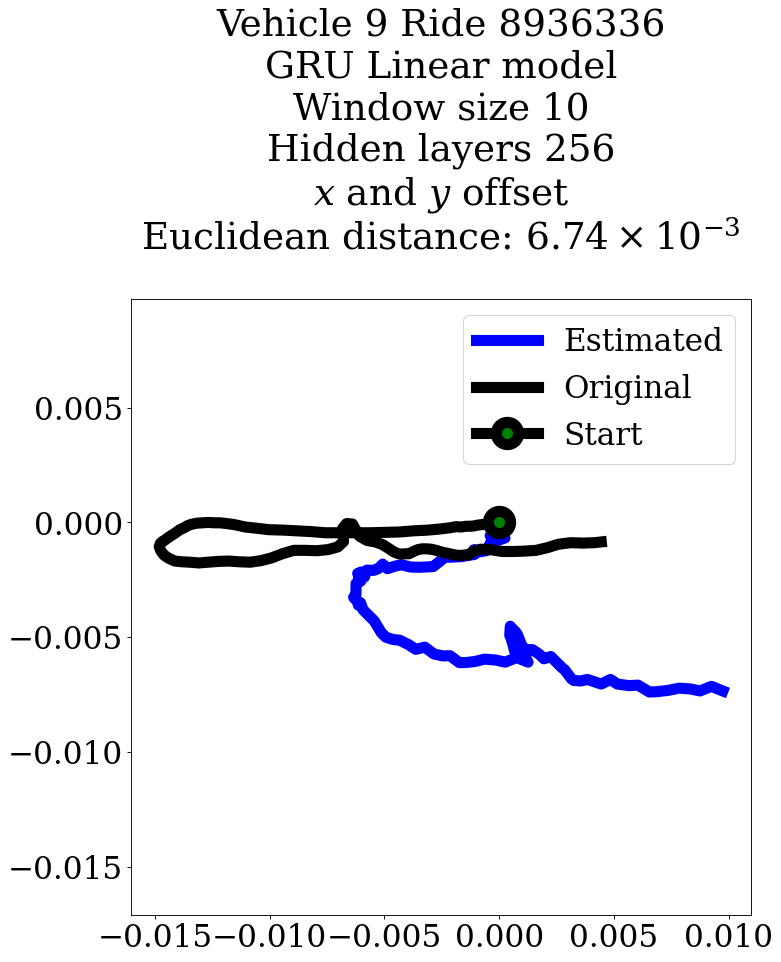 Vehicle 9 Ride 8936336
GRU Linear model
Window size 10
Hidden layers 256
x and y offset
Euclidean distance: 6.74 × 10⁻³
Estimated
Original
Start
0.005
0.000
−0.005
−0.010
−0.015
−0.015 −0.010 −0.005 0.000 0.005 0.010